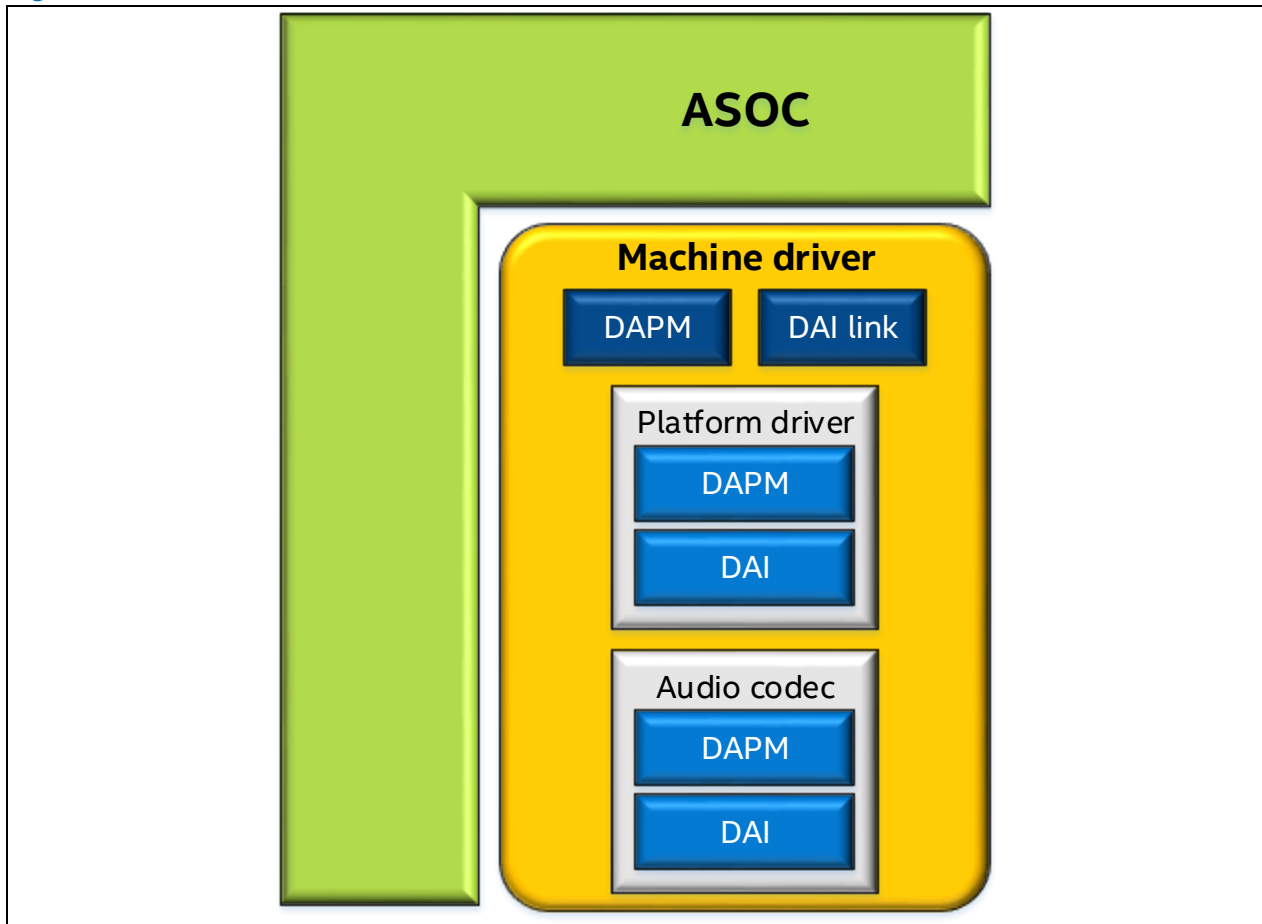 ASOC
Machine driver
DAPM
DAI link
Platform driver
DAPM
DAI
Audio codec
DAPM
DAI